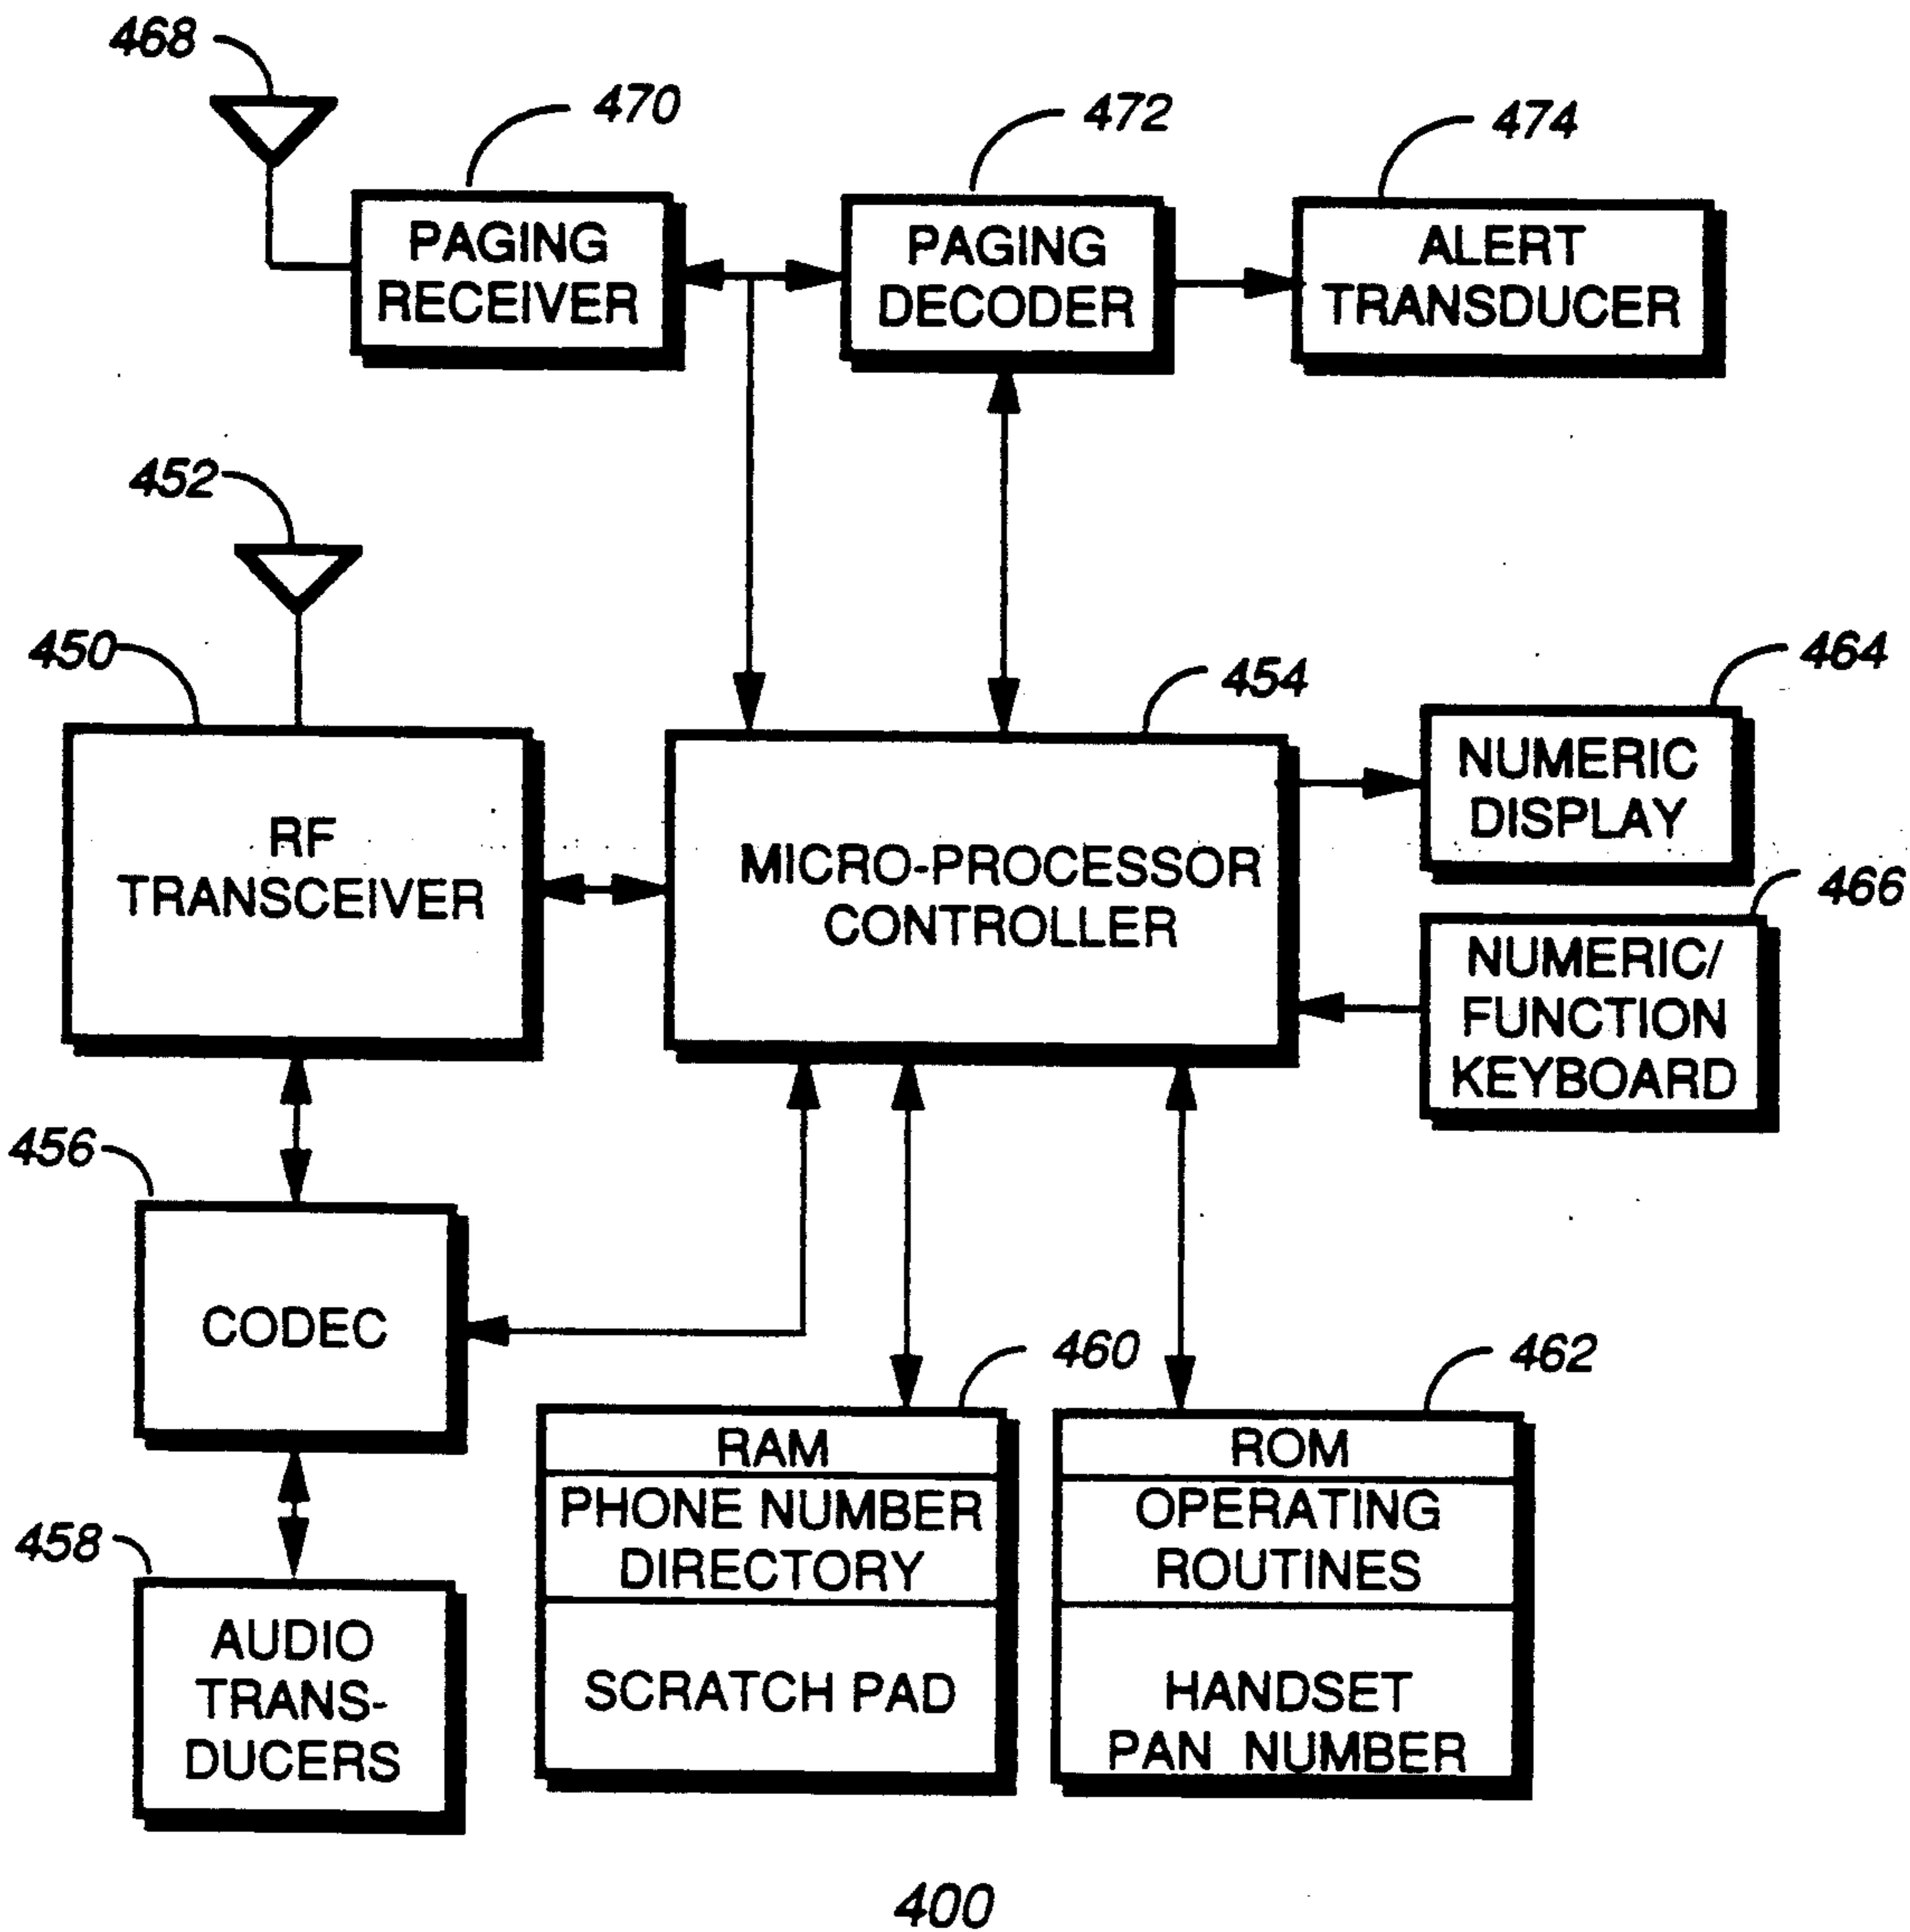 468
470
472
474
PAGING
RECEIVER
PAGING
DECODER
ALERT
TRANSDUCER
452
450
454
464
RF
TRANSCEIVER
MICRO-PROCESSOR
CONTROLLER
NUMERIC
DISPLAY
466
NUMERIC/
FUNCTION
KEYBOARD
456
CODEC
460
462
RAM
PHONE NUMBER
DIRECTORY
SCRATCH PAD
ROM
OPERATING
ROUTINES
HANDSET
PAN NUMBER
458
AUDIO
TRANS-
DUCERS
400